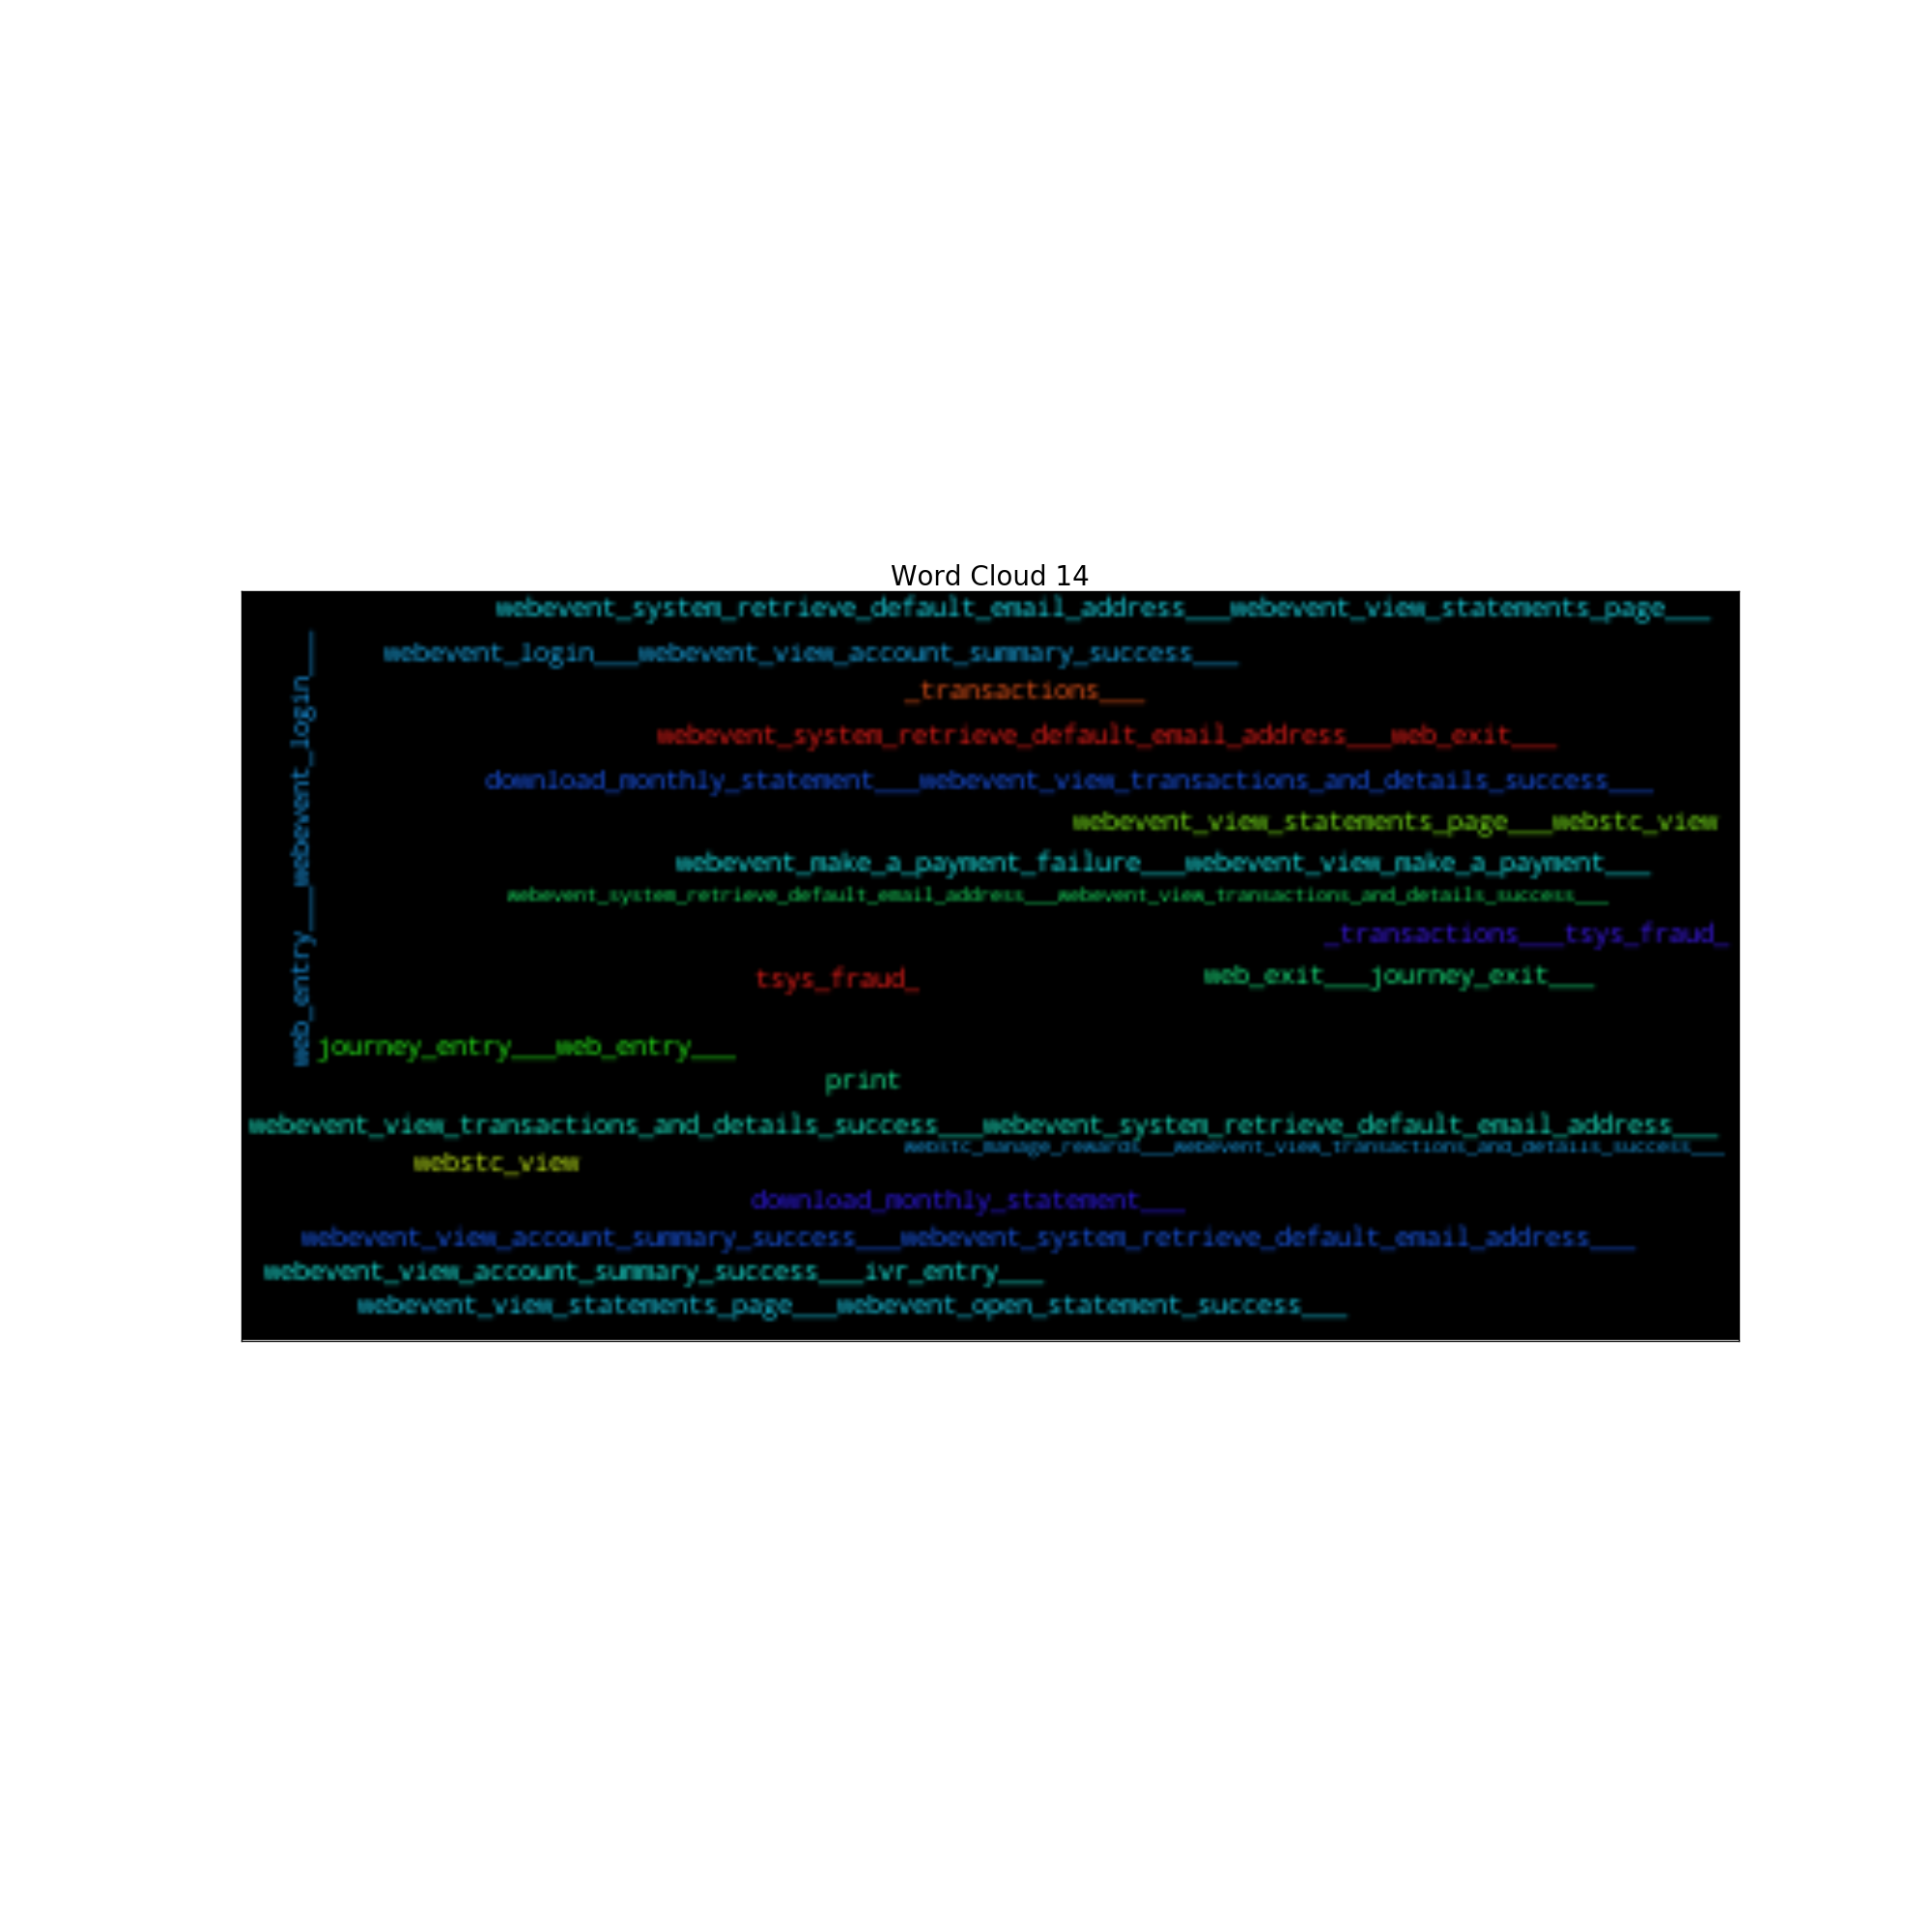 Word Cloud 14
webevent_system_retrieve_default_email_address___webevent_view_statements_page___
web_entry___webevent_login___
webevent_login___webevent_view_account_summary_success___
_transactions___
webevent_system_retrieve_default_email_address___web_exit___
download_monthly_statement___webevent_view_transactions_and_details_success___
webevent_view_statements_page___webstc_view
webevent_make_a_payment_failure___webevent_view_make_a_payment___
webevent_system_retrieve_default_email_address___webevent_view_transactions_and_details_success___
_transactions___tsys_fraud_
tsys_fraud_
web_exit___journey_exit___
journey_entry___web_entry___
print
webevent_view_transactions_and_details_success___webevent_system_retrieve_default_email_address___
webstc_manage_rewards___webevent_view_transactions_and_details_success___
webstc_view
download_monthly_statement___
webevent_view_account_summary_success___webevent_system_retrieve_default_email_address___
webevent_view_account_summary_success___ivr_entry___
webevent_view_statements_page___webevent_open_statement_success___